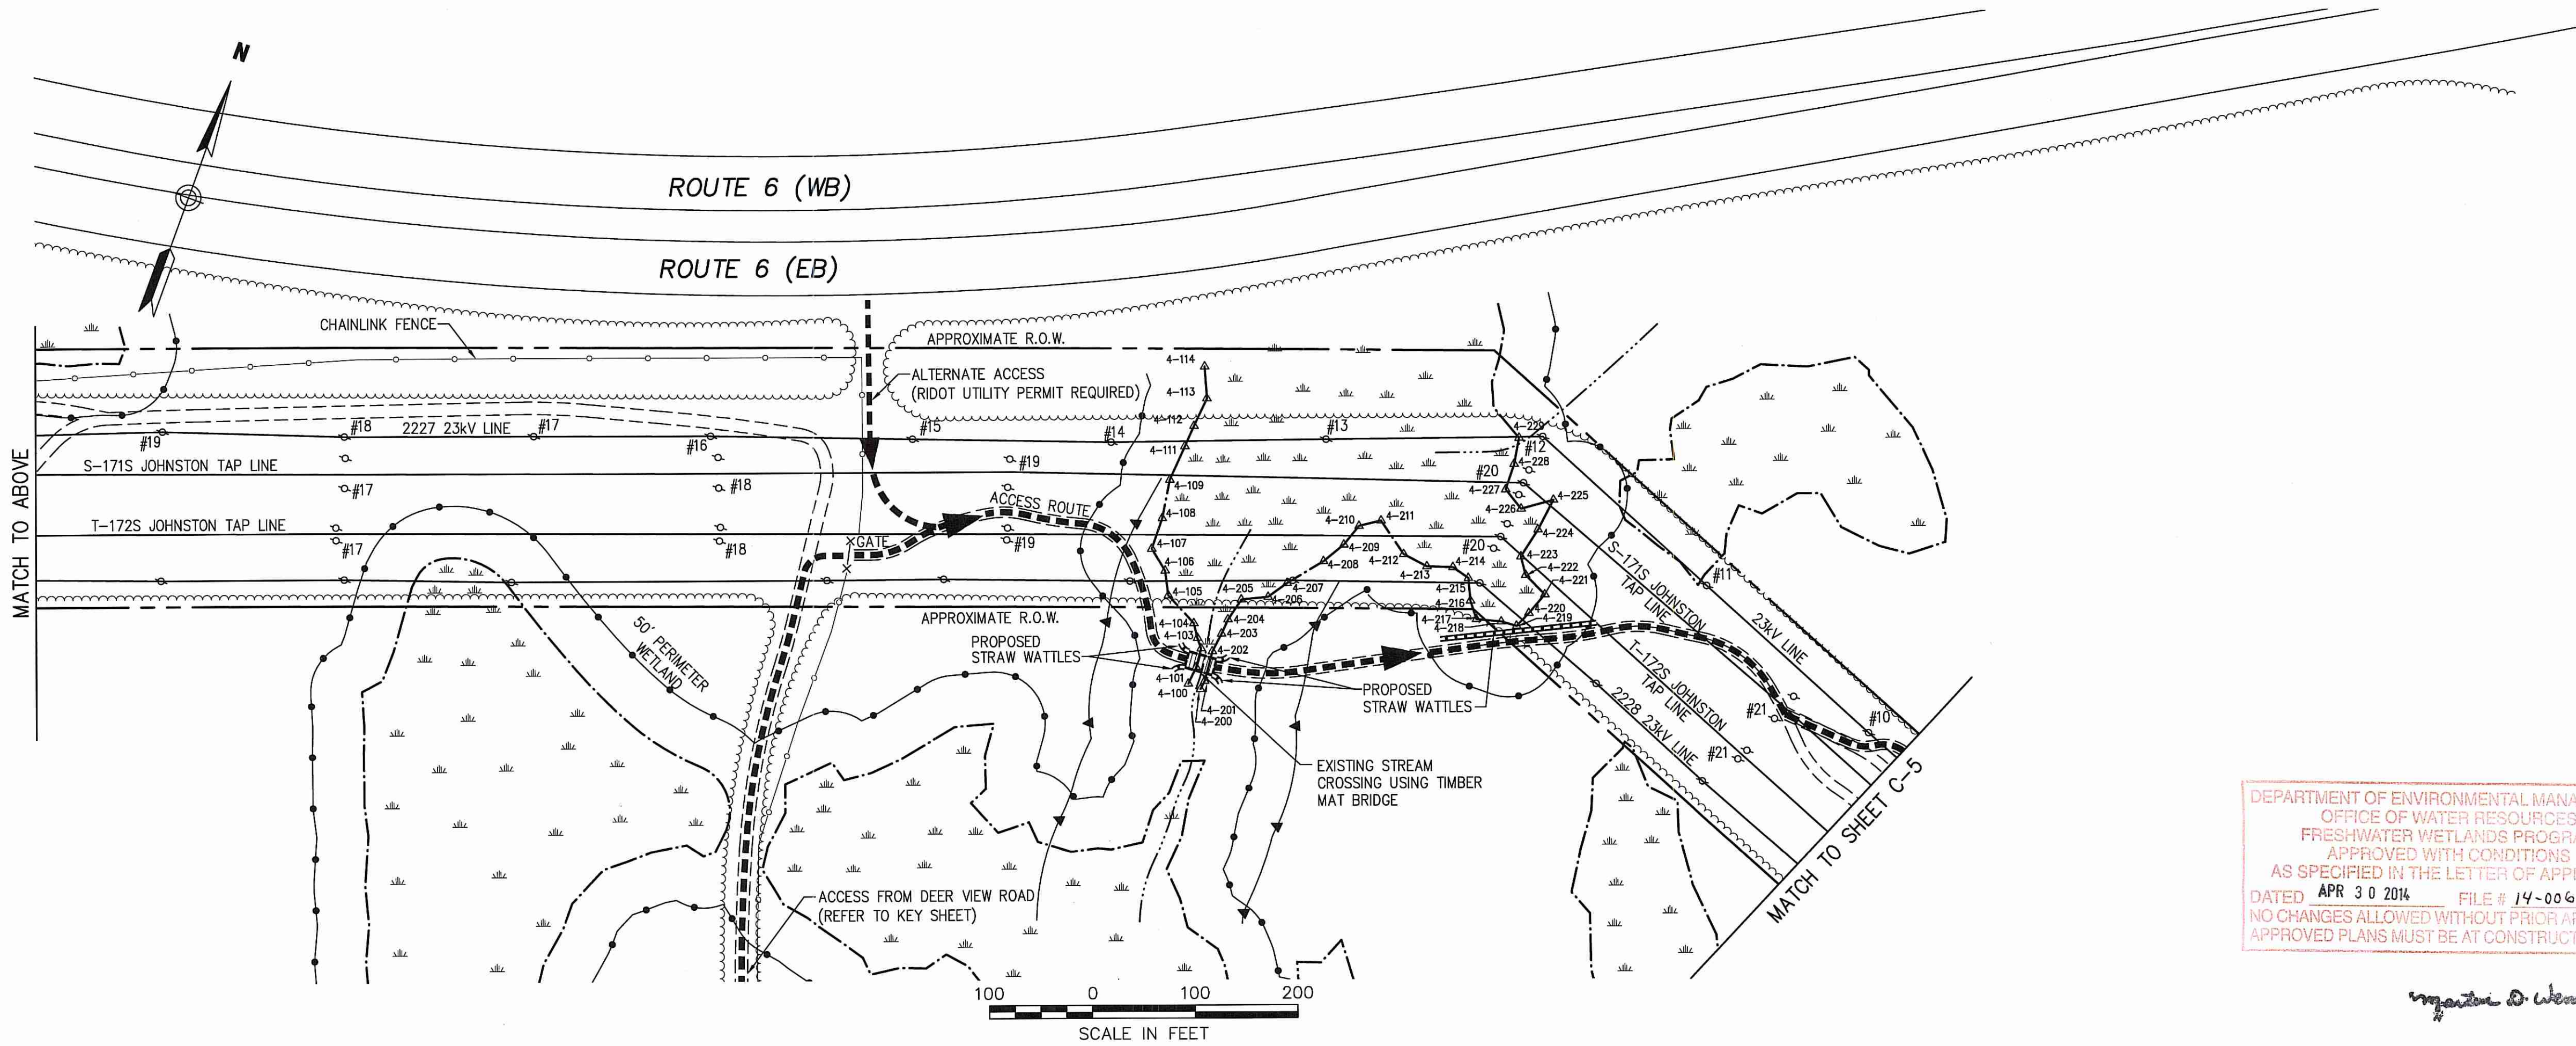 N
ROUTE 6 (WB)
ROUTE 6 (EB)
CHAINLINK FENCE
APPROXIMATE R.O.W.
ALTERNATE ACCESS
(RIDOT UTILITY PERMIT REQUIRED)
4-114
4-113
4-112
4-111
4-109
4-108
4-107
4-106
4-105
4-104
4-103
4-101
4-100
#19
#18
2227 23kV LINE
#17
#16
#15
#14
#13
#12
S-171S JOHNSTON TAP LINE
#17
#18
#19
#20
T-172S JOHNSTON TAP LINE
#17
#18
#19
#20
MATCH TO ABOVE
ACCESS ROUTE
GATE
4-229
4-228
4-227
4-226
4-225
4-224
4-223
4-222
4-221
4-220
4-219
4-218
4-217
4-216
4-215
4-214
4-213
4-212
4-211
4-210
4-209
4-208
4-207
4-206
4-205
4-204
4-203
4-202
4-201
4-200
APPROXIMATE R.O.W.
50' PERIMETER
WETLAND
PROPOSED
STRAW WATTLES
PROPOSED
STRAW WATTLES
S-171S JOHNSTON
TAP LINE
#11
23kV LINE
T-172S JOHNSTON
TAP LINE
2228 23kV LINE
#21
#21
#10
EXISTING STREAM
CROSSING USING TIMBER
MAT BRIDGE
MATCH TO SHEET C-5
ACCESS FROM DEER VIEW ROAD
(REFER TO KEY SHEET)
100 0 100 200
SCALE IN FEET
DEPARTMENT OF ENVIRONMENTAL
OFFICE OF WATER RESOURCES
FRESHWATER WETLANDS
APPROVED WITH CONDITIONS
AS SPECIFIED IN THE LETTER OF
DATED APR 30 2014 FILE # 14-006
NO CHANGES ALLOWED WITHOUT PRIOR
APPROVED PLANS MUST BE AT